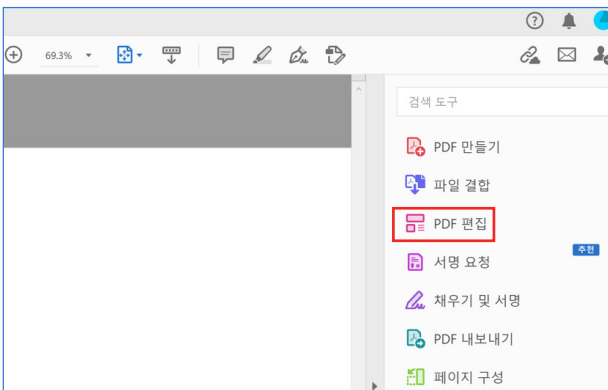 69.3%
검색 도구
PDF 만들기
파일 결합
PDF 편집
추천
서명 요청
채우기 및 서명
PDF 내보내기
페이지 구성